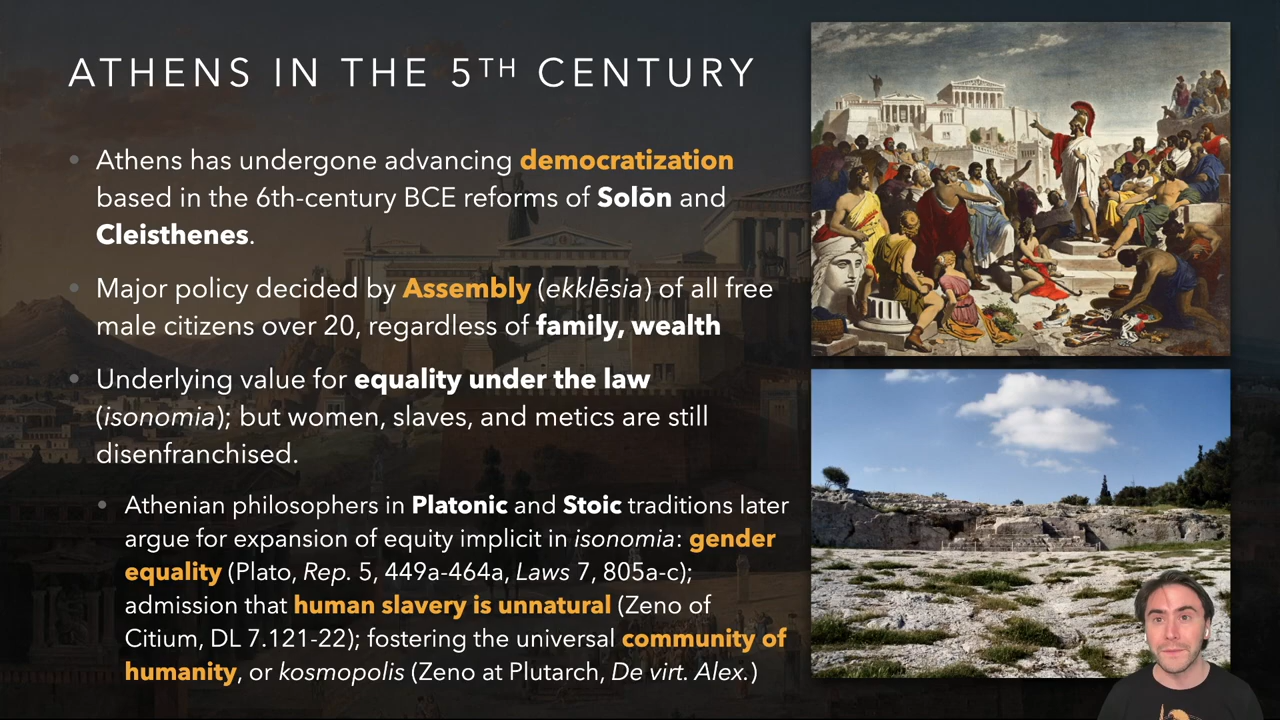 ATHENS IN THE 5TH CENTURY
• Athens has undergone advancing democratization
based in the 6th-century BCE reforms of Solōn and
Cleisthenes.
• Major policy decided by Assembly (ekklēsia) of all free
male citizens over 20, regardless of family, wealth
• Underlying value for equality under the law
(isonomia); but women, slaves, and metics are still
disenfranchised.
• Athenian philosophers in Platonic and Stoic traditions later
argue for expansion of equity implicit in isonomia: gender
equality (Plato, Rep. 5, 449a-464a, Laws 7, 805a-c);
admission that human slavery is unnatural (Zeno of
Citium, DL 7.121-22); fostering the universal community of
humanity, or kosmopolis (Zeno at Plutarch, De virt. Alex.)